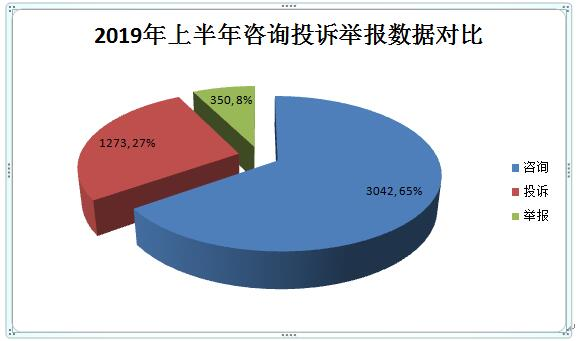 2019年上半年咨询投诉举报数据对比
350,8%
1273,27%
3042,65%
咨询
投诉
举报